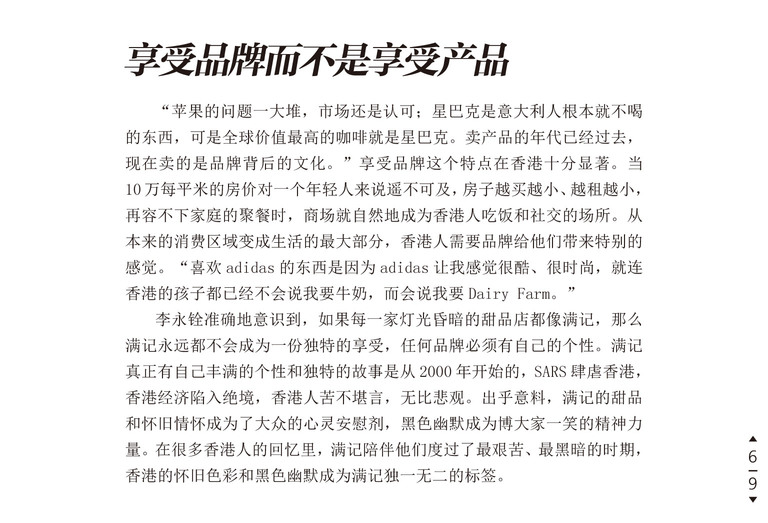 享受品牌而不是享受产品
“苹果的问题一大堆，市场还是认可；星巴克是意大利人根本就不喝
的东西，可是全球价值最高的咖啡就是星巴克。卖产品的年代已经过去，
现在卖的是品牌背后的文化。”享受品牌这个特点在香港十分显著。当
10 万每平米的房价对一个年轻人来说遥不可及，房子越买越小、越租越小，
再容不下家庭的聚餐时，商场就自然地成为香港人吃饭和社交的场所。从
本来的消费区域变成生活的最大部分，香港人需要品牌给他们带来特别的
感觉。“喜欢 adidas 的东西是因为 adidas 让我感觉很酷、很时尚，就连
香港的孩子都已经不会说我要牛奶，而会说我要 Dairy Farm。”
李永铨准确地意识到，如果每一家灯光昏暗的甜品店都像满记，那么
满记永远都不会成为一份独特的享受，任何品牌必须有自己的个性。满记
真正有自己丰满的个性和独特的故事是从 2000 年开始的，SARS 肆虐香港，
香港经济陷入绝境，香港人苦不堪言，无比悲观。出乎意料，满记的甜品
和怀旧情怀成为了大众的心灵安慰剂，黑色幽默成为博大家一笑的精神力
量。在很多香港人的回忆里，满记陪伴他们度过了最艰苦、最黑暗的时期，
香港的怀旧色彩和黑色幽默成为满记独一无二的标签。
6
9